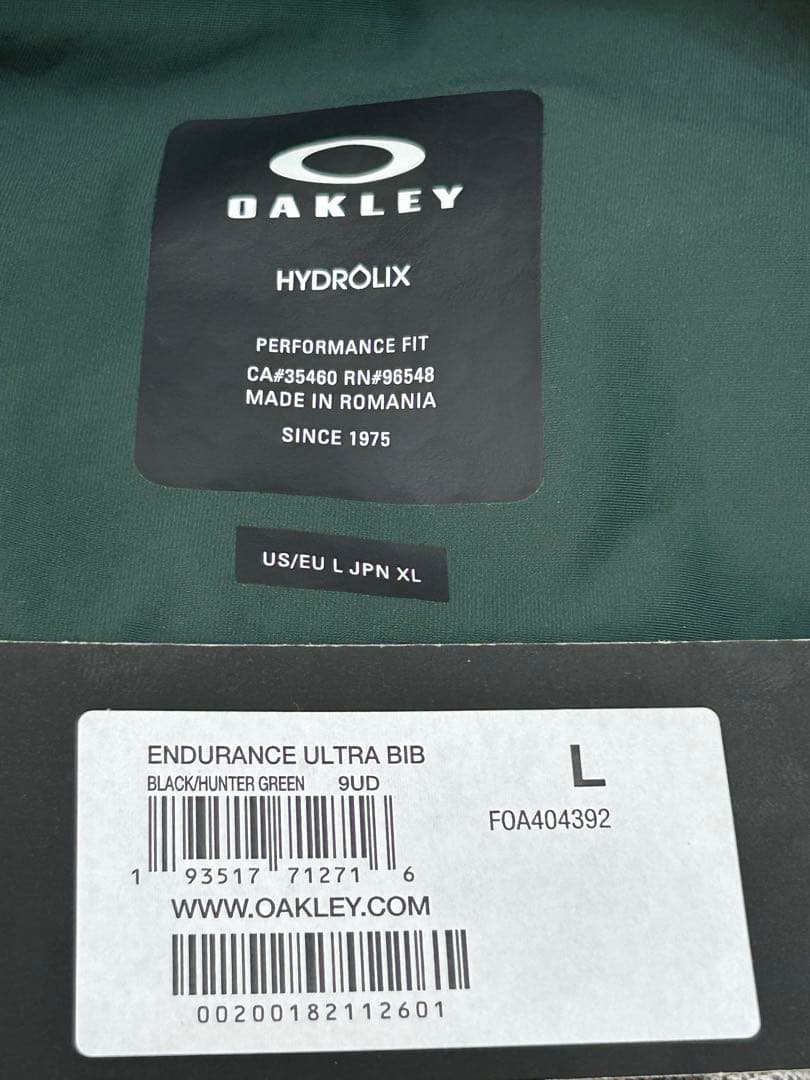 OAKLEY
HYDROLIX
PERFORMANCE FIT
CA#35460 RN#96548
MADE IN ROMANIA
SINCE 1975
US/EU L JPN XL
ENDURANCE ULTRA BIB
L
BLACK/HUNTER GREEN 9UD
FOA404392
1 93517 71271 6
WWW.OAKLEY.COM
00200182112601